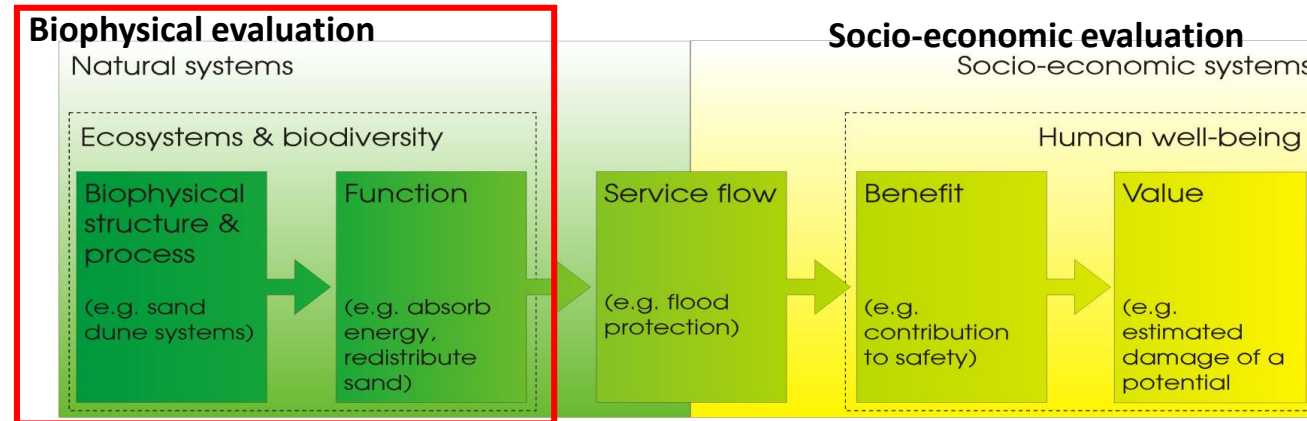 Biophysical evaluation
Socio-economic evaluation
Natural systems
Socio-economic systems
Ecosystems & biodiversity
Human well-being
Biophysical
structure &
process
(e.g. sand
dune systems)
Function
(e.g. absorb
energy,
redistribute
sand)
Service flow
(e.g. flood
protection)
Benefit
(e.g.
contribution
to safety)
Value
(e.g.
estimated
damage of a
potential